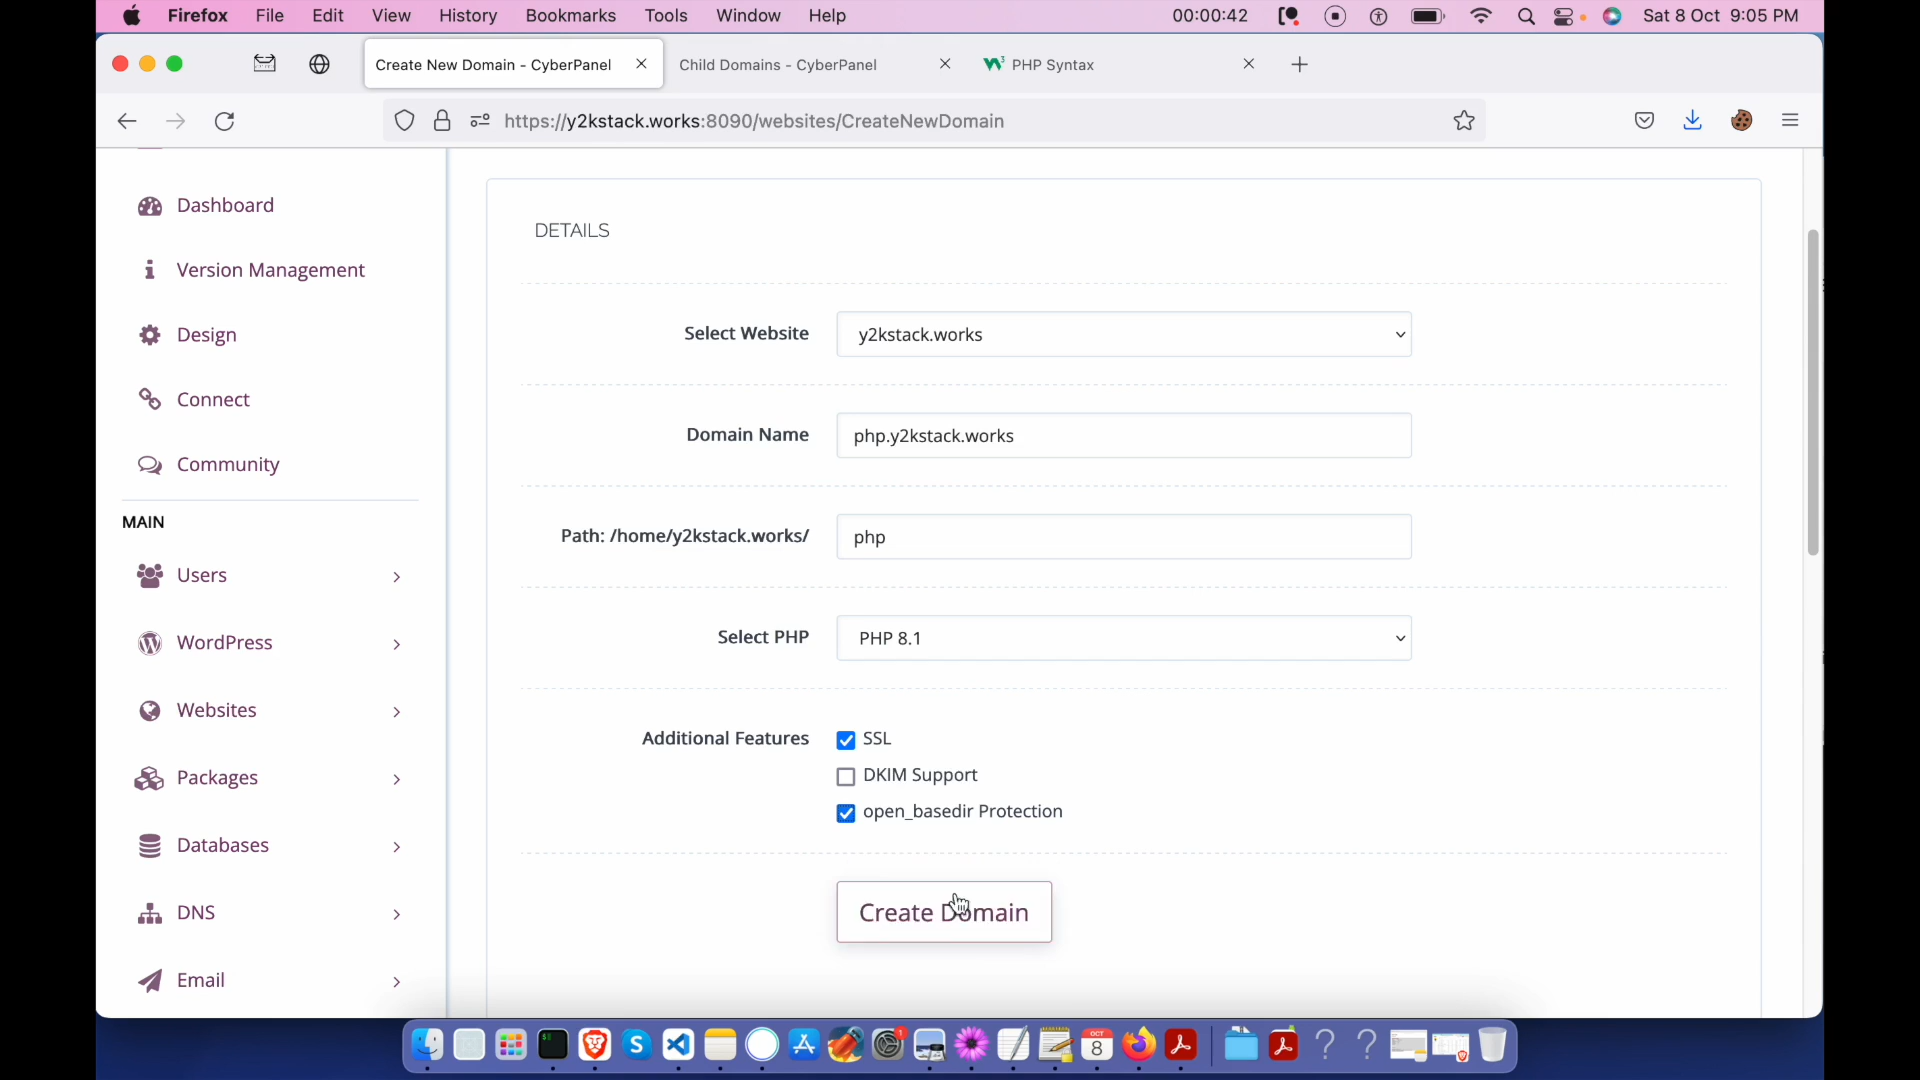 Firefox File Edit View History Bookmarks Tools Window Help 00:00:42 Sat 8 Oct 9:05 PM
Create New Domain - CyberPanel Child Domains - CyberPanel PHP Syntax
https://y2kstack.works:8090/websites/CreateNewDomain
Dashboard
Version Management
Design
Connect
Community
MAIN
Users
WordPress
Websites
Packages
Databases
DNS
Email
DETAILS
Select Website y2kstack.works
Domain Name php.y2kstack.works
Path: /home/y2kstack.works/ php
Select PHP PHP 8.1
Additional Features SSL
DKIM Support
open_basedir Protection
Create Domain
1
OCT
8